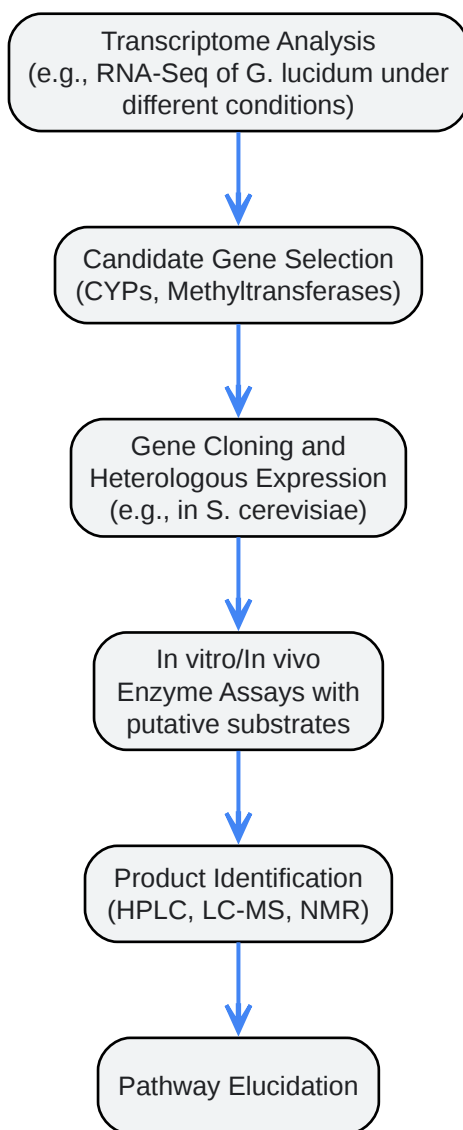 Transcriptome Analysis
(e.g., RNA-Seq of G. lucidum under
different conditions)
Candidate Gene Selection
(CYPs, Methyltransferases)
Gene Cloning and
Heterologous Expression
(e.g., in S. cerevisiae)
In vitro/In vivo
Enzyme Assays with
putative substrates
Product Identification
(HPLC, LC-MS, NMR)
Pathway Elucidation